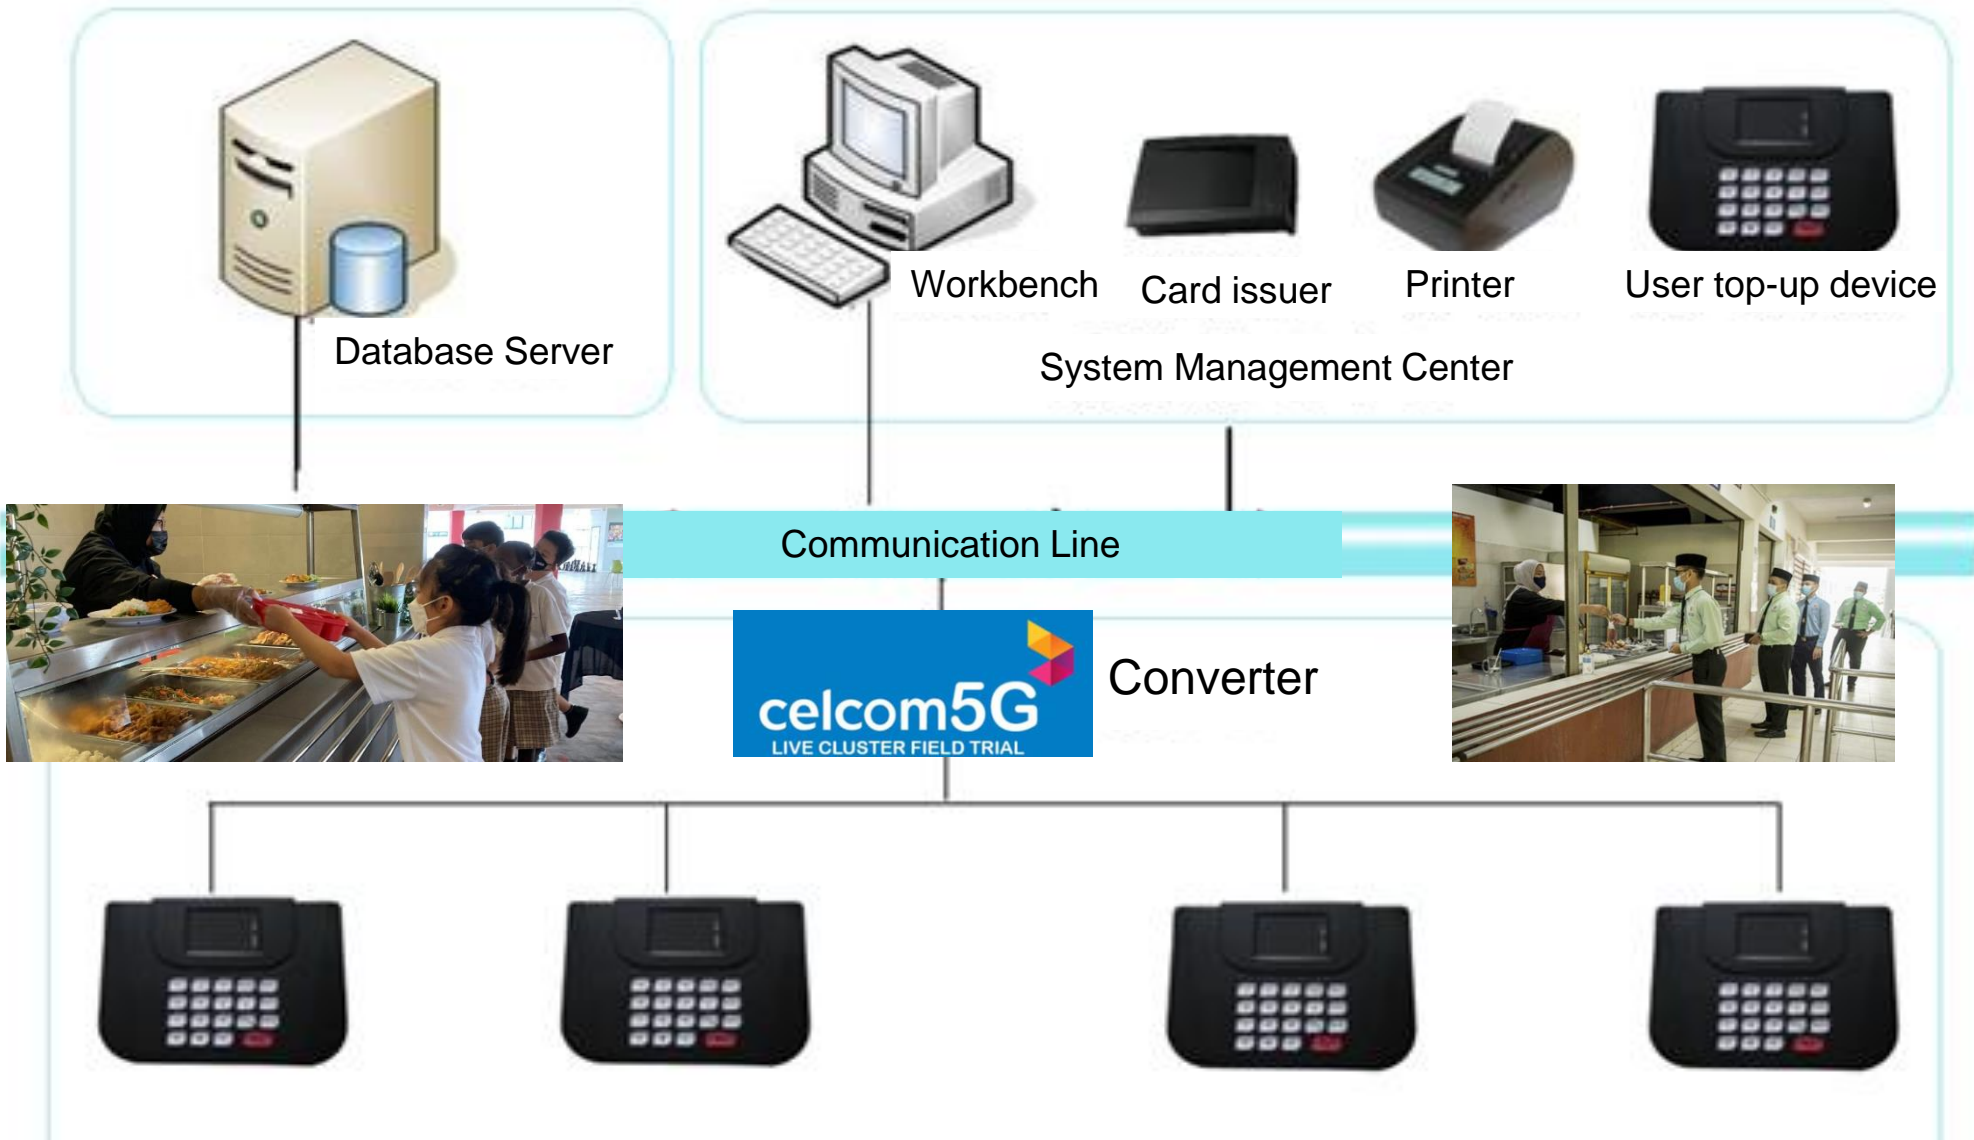 Workbench
Card issuer
Printer
User top-up device
Database Server
System Management Center
Communication Line
celcom5G
LIVE CLUSTER FIELD TRIAL
Converter